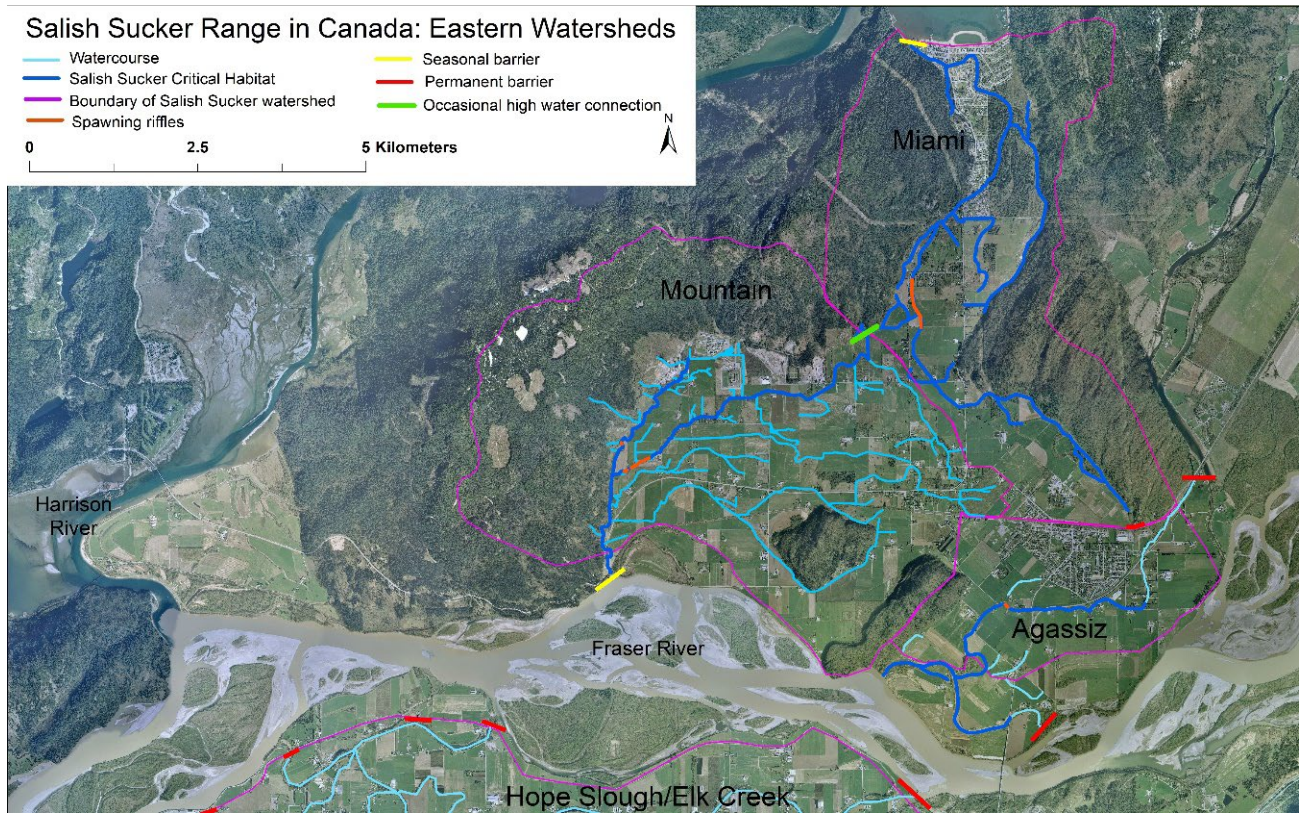 Salish Sucker Range in Canada: Eastern Watersheds
Watercourse
Salish Sucker Critical Habitat
Boundary of Salish Sucker watershed
Spawning riffles
Seasonal barrier
Permanent barrier
Occasional high water connection
N
0 2.5 5 Kilometers
Miami
Mountain
Harrison
River
Agassiz
Fraser River
Hope Slough/Elk Creek